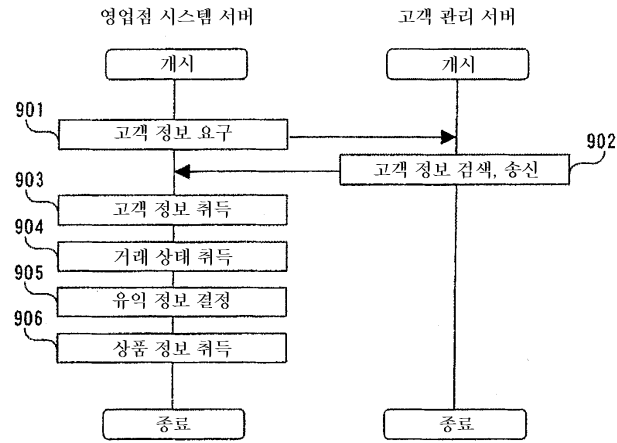 영업점 시스템 서버
고객 관리 서버
개시
개시
901
고객 정보 요구
902
고객 정보 검색, 송신
903
고객 정보 취득
904
거래 상태 취득
905
유익 정보 결정
906
상품 정보 취득
종료
종료